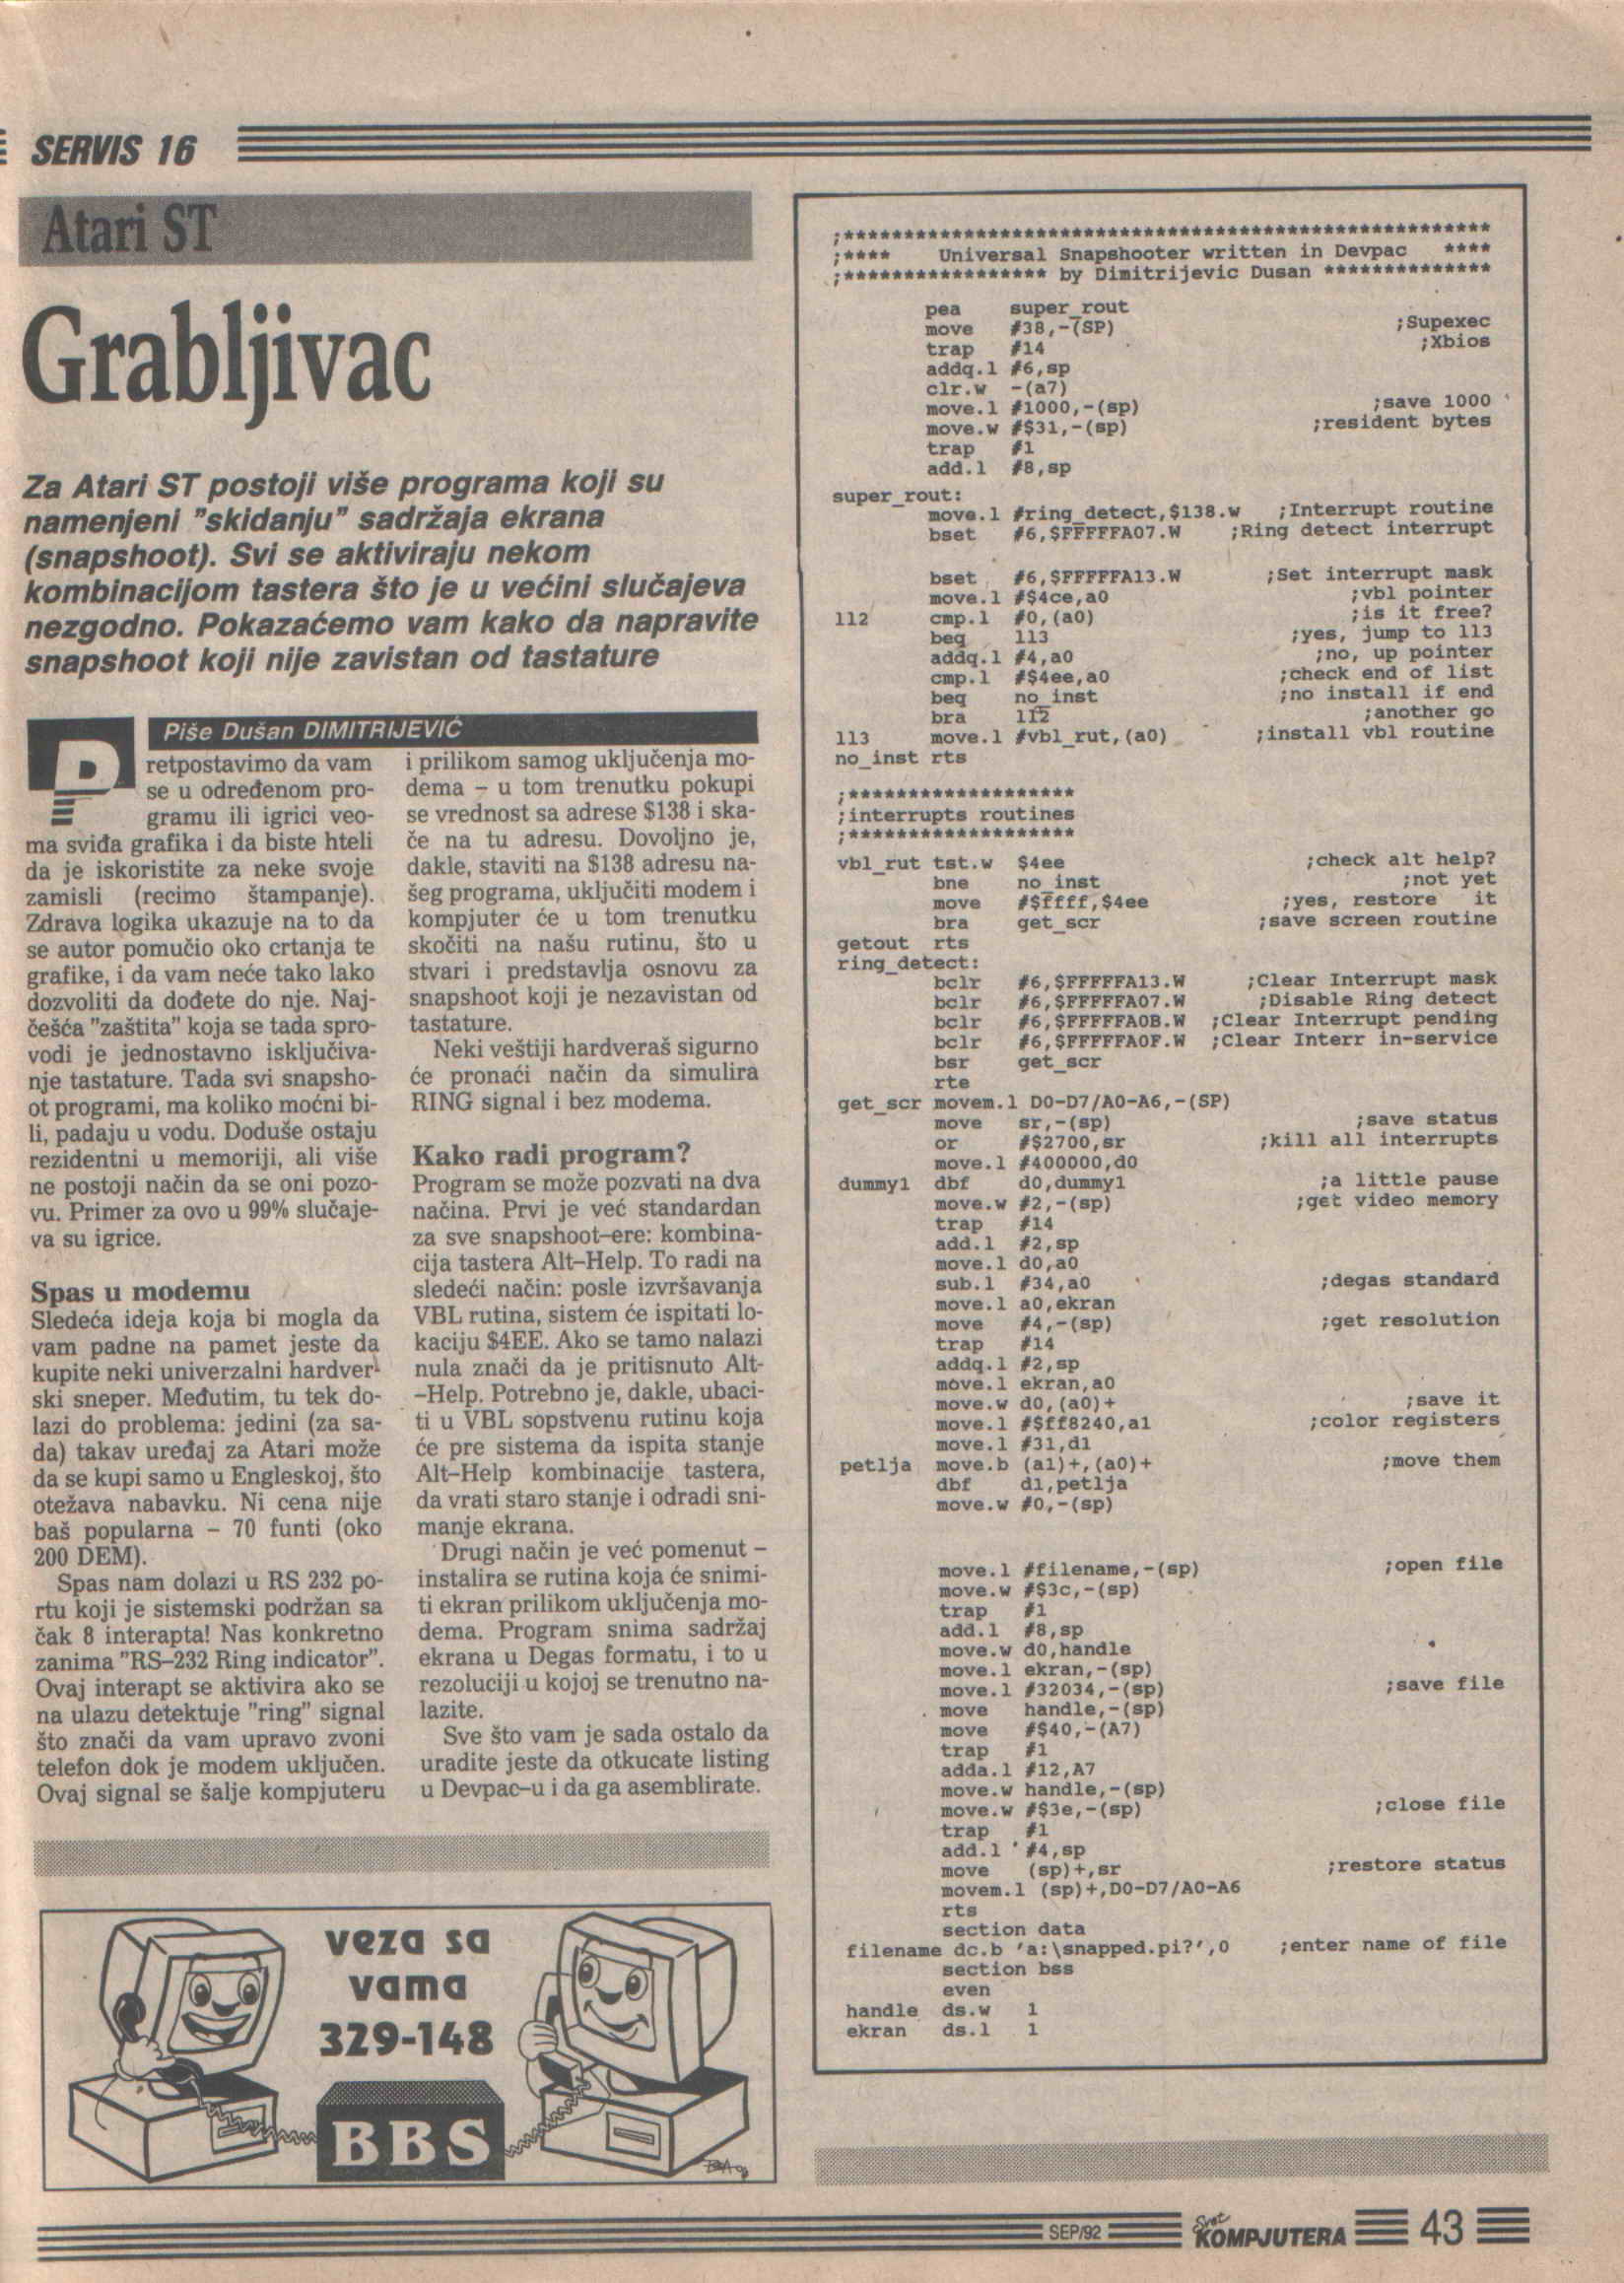 SERVIS 16
Atari ST
Grabljivac
Za Atari ST postoji više programa koji su
namenjeni "skidanju" sadržaja ekrana
(snapshoot). Svi se aktiviraju nekom
kombinacijom tastera što je u većini slučajeva
nezgodno. Pokazaćemo vam kako da napravite
snapshoot koji nije zavistan od tastature
Piše Dušan DIMITRIJEVIĆ
Pretpostavimo da vam
se u određenom pro-
gramu ili igrici veo-
ma sviđa grafika i da biste hteli
da je iskoristite za neke svoje
zamisli (recimo štampanje).
Zdrava logika ukazuje na to da
se autor pomučio oko crtanja te
grafike, i da vam neće tako lako
dozvoliti da dođete do nje. Naj-
češća "zaštita" koja se tada spro-
vodi je jednostavno isključiva-
nje tastature. Tada svi snapsho-
ot programi, ma koliko moćni bi-
li, padaju u vodu. Doduše ostaju
rezidentni u memoriji, ali više
ne postoji način da se oni pozo-
vu. Primer za ovo u 99% slučaje-
va su igrice.
Spas u modemu
Sledeća ideja koja bi mogla da
vam padne na pamet jeste da
kupite neki univerzalni hardver-
ski sneper. Međutim, tu tek do-
lazi do problema: jedini (za sa-
da) takav uređaj za Atari može
da se kupi samo u Engleskoj, što
otežava nabavku. Ni cena nije
baš popularna – 70 funti (oko
200 DEM).
Spas nam dolazi u RS 232 po-
rtu koji je sistemski podržan sa
čak 8 interapta! Nas konkretno
zanima "RS–232 Ring indicator".
Ovaj interapt se aktivira ako se
na ulazu detektuje "ring" signal
što znači da vam upravo zvoni
telefon dok je modem uključen.
Ovaj signal se šalje kompjuteru
i prilikom samog uključenja mo-
dema – u tom trenutku pokupi
se vrednost sa adrese $138 i ska-
če na tu adresu. Dovoljno je,
dakle, staviti na $138 adresu na-
šeg programa, uključiti modem i
kompjuter će u tom trenutku
skočiti na našu rutinu, što u
stvari i predstavlja osnovu za
snapshoot koji je nezavistan od
tastature.
Neki veštiji hardveraš sigurno
će pronaći način da simulira
RING signal i bez modema.
Kako radi program?
Program se može pozvati na dva
načina. Prvi je već standardan
za sve snapshoot–ere: kombina-
cija tastera Alt–Help. To radi na
sledeći način: posle izvršavanja
VBL rutina, sistem će ispitati lo-
kaciju $4EE. Ako se tamo nalazi
nula znači da je pritisnuto Alt-
–Help. Potrebno je, dakle, ubaci-
ti u VBL sopstvenu rutinu koja
će pre sistema da ispita stanje
Alt–Help kombinacije tastera,
da vrati staro stanje i odradi sni-
manje ekrana.
Drugi način je već pomenut –
instalira se rutina koja će snimi-
ti ekran prilikom uključenja mo-
dema. Program snima sadržaj
ekrana u Degas formatu, i to u
rezoluciji u kojoj se trenutno na-
lazite.
Sve što vam je sada ostalo da
uradite jeste da otkucate listing
u Devpac–u i da ga asemblirate.
veza sa
vama
329-148
BBS
;******************************************************
;**** Universal Snapshooter written in Devpac ****
;***************** by Dimitrijevic Dusan **************
pea super_rout
move #38,-(SP) ;Supexec
trap #14 ;Xbios
addq.l #6,sp
clr.w -(a7)
move.l #1000,-(sp) ;save 1000
move.w #$31,-(sp) ;resident bytes
trap #1
add.l #8,sp
super_rout:
move.l #ring_detect,$138.w ;Interrupt routine
bset #6,$FFFFFA07.W ;Ring detect interrupt
bset #6,$FFFFFA13.W ;Set interrupt mask
move.l #$4ce,a0 ;vbl pointer
112 cmp.l #0,(a0) ;is it free?
beq 113 ;yes, jump to 113
addq.l #4,a0 ;no, up pointer
cmp.l #$4ee,a0 ;check end of list
beq no_inst ;no install if end
bra 112 ;another go
113 move.l #vbl_rut,(a0) ;install vbl routine
no_inst rts
;*******************
;interrupts routines
;*******************
vbl_rut tst.w $4ee ;check alt help?
bne no_inst ;not yet
move #$ffff,$4ee ;yes, restore it
bra get_scr ;save screen routine
getout rts
ring_detect:
bclr #6,$FFFFFA13.W ;Clear Interrupt mask
bclr #6,$FFFFFA07.W ;Disable Ring detect
bclr #6,$FFFFFA0B.W ;Clear Interrupt pending
bclr #6,$FFFFFA0F.W ;Clear Interr in-service
bsr get_scr
rte
get_scr movem.l D0-D7/A0-A6,-(SP)
move sr,-(sp) ;save status
or #$2700,sr ;kill all interrupts
move.l #400000,d0
dummy1 dbf d0,dummy1 ;a little pause
move.w #2,-(sp) ;get video memory
trap #14
add.l #2,sp
move.l d0,a0
sub.l #34,a0 ;degas standard
move.l a0,ekran
move #4,-(sp) ;get resolution
trap #14
addq.l #2,sp
move.l ekran,a0
move.w d0,(a0)+ ;save it
move.l #$ff8240,a1 ;color registers
move.l #31,d1
petlja move.b (a1)+,(a0)+ ;move them
dbf d1,petlja
move.w #0,-(sp)
move.l #filename,-(sp) ;open file
move.w #$3c,-(sp)
trap #1
add.l #8,sp
move.w d0,handle
move.l ekran,-(sp)
move.l #32034,-(sp) ;save file
move handle,-(sp)
move #$40,-(A7)
trap #1
adda.l #12,A7
move.w handle,-(sp)
move.w #$3e,-(sp) ;close file
trap #1
add.l #4,sp
move (sp)+,sr ;restore status
movem.l (sp)+,D0-D7/A0-A6
rts
section data
filename dc.b 'a:\snapped.pi?',0 ;enter name of file
section bss
even
handle ds.w 1
ekran ds.l 1
SEP/92 Svet KOMPJUTERA 43